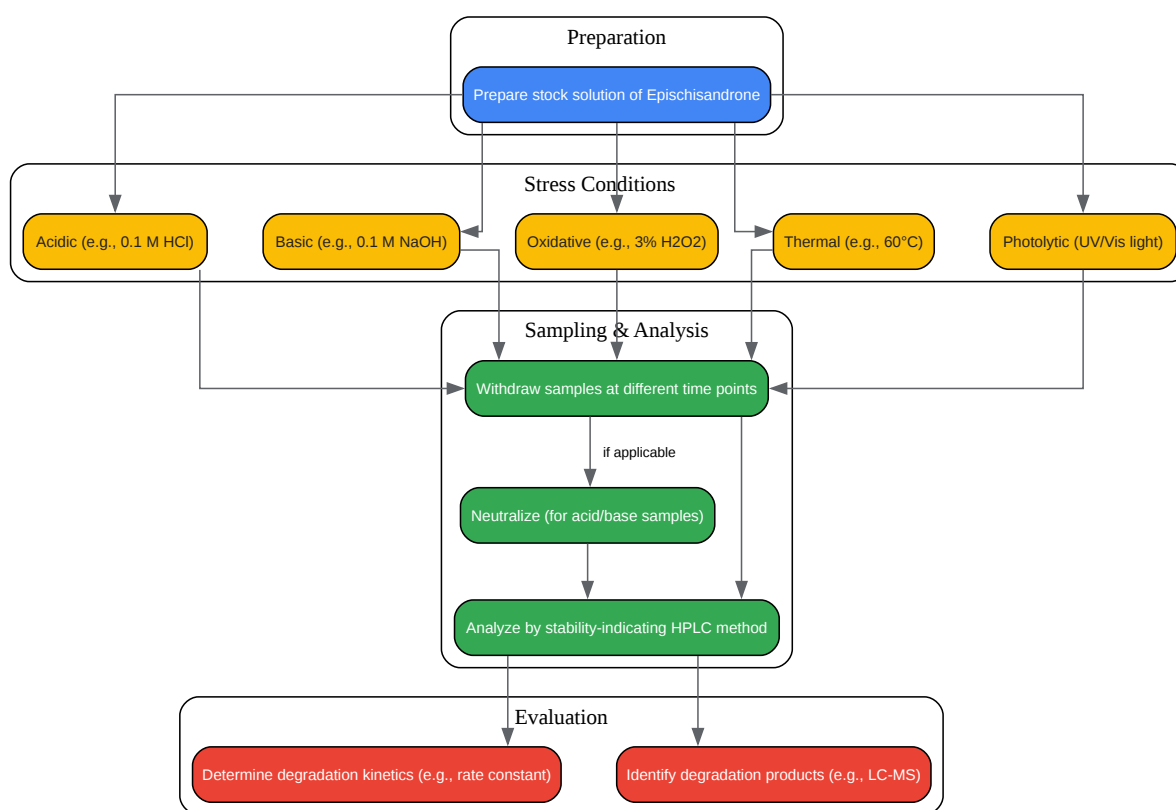 Preparation
Prepare stock solution of Epischisandrone
Stress Conditions
Acidic (e.g., 0.1 M HCl)
Basic (e.g., 0.1 M NaOH)
Oxidative (e.g., 3% H2O2)
Thermal (e.g., 60°C)
Photolytic (UV/Vis light)
Sampling & Analysis
Withdraw samples at different time points
if applicable
Neutralize (for acid/base samples)
Analyze by stability-indicating HPLC method
Evaluation
Determine degradation kinetics (e.g., rate constant)
Identify degradation products (e.g., LC-MS)